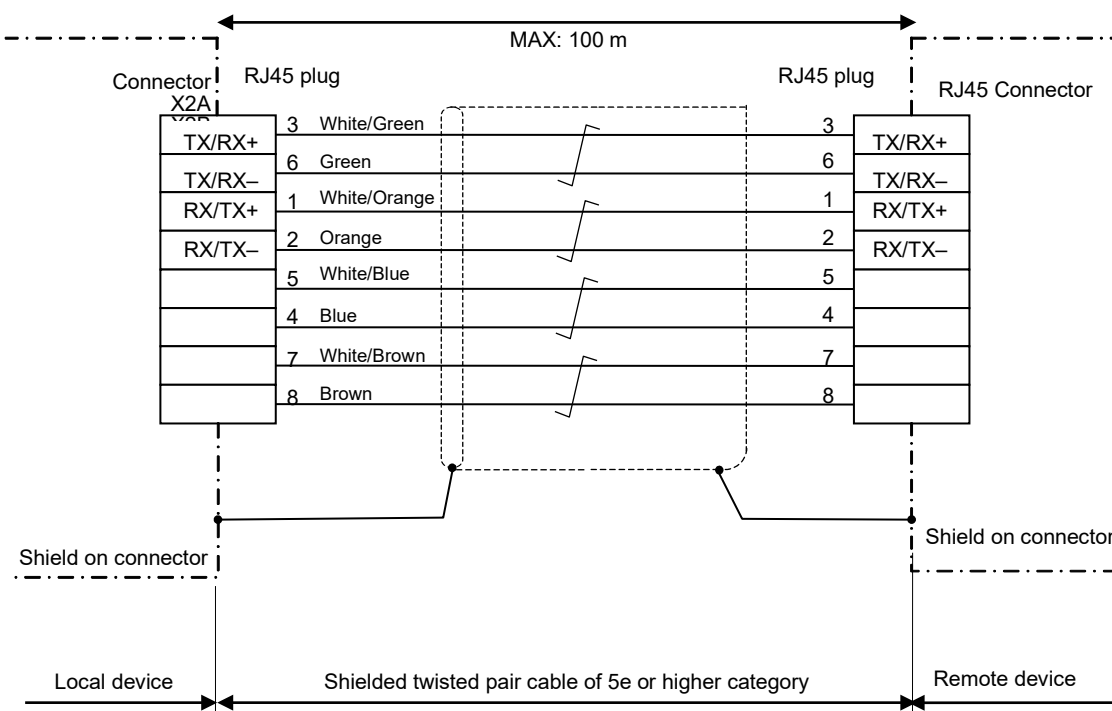 MAX: 100 m
Connector
X2A
RJ45 plug
RJ45 plug
RJ45 Connector
TX/RX+ 3 White/Green 3 TX/RX+
TX/RX– 6 Green 6 TX/RX–
RX/TX+ 1 White/Orange 1 RX/TX+
RX/TX– 2 Orange 2 RX/TX–
5 White/Blue 5
4 Blue 4
7 White/Brown 7
8 Brown 8
Shield on connector
Shield on connector
Local device
Shielded twisted pair cable of 5e or higher category
Remote device